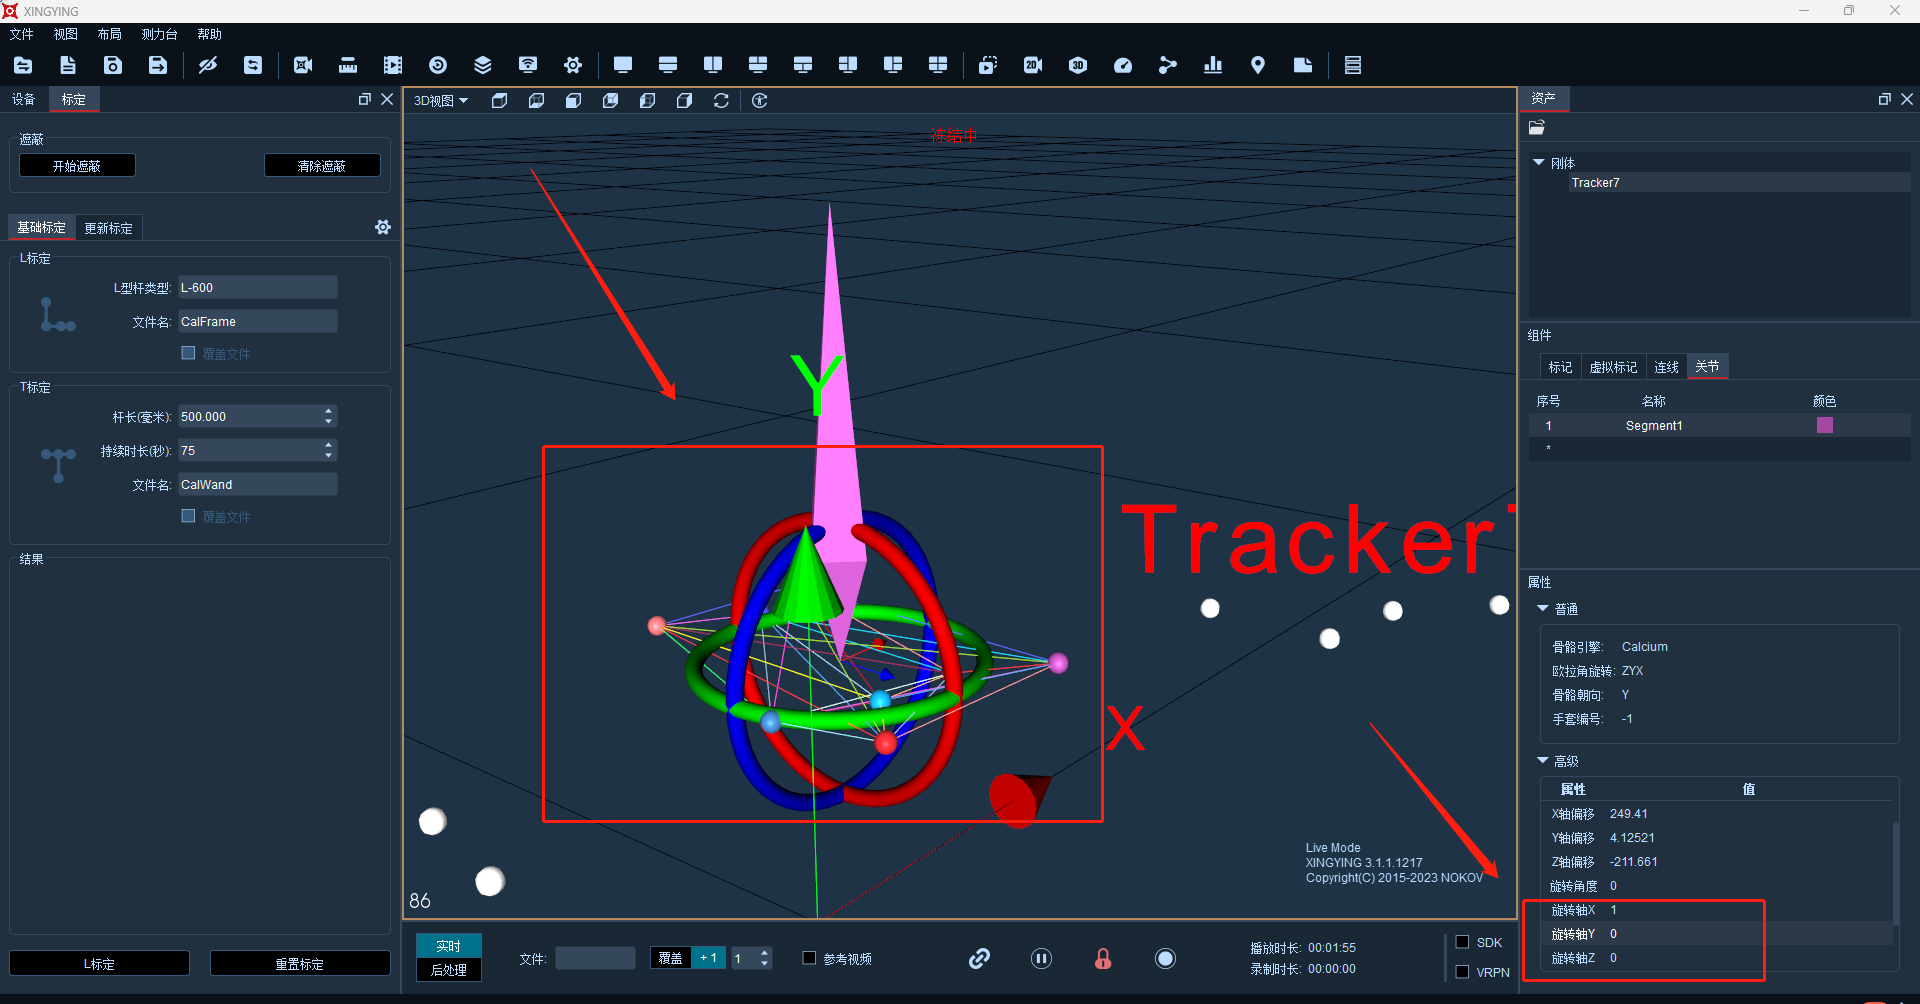 XINGYING
文件 视图 布局 测力台 帮助
设备 标定
遮蔽
开始遮蔽 清除遮蔽
基础标定 更新标定
L标定
L型杆类型: L-600
文件名: CalFrame
覆盖文件
T标定
杆长(毫米): 500.000
持续时长(秒): 75
文件名: CalWand
覆盖文件
结果
L标定 重置标定
3D视图
冻结中
Y
Tracker7
X
Live Mode
XINGYING 3.1.1.1217
Copyright(C) 2015-2023 NOKOV
86
实时
后处理
文件:
覆盖 +1 1
参考视频
播放时长: 00:01:55
录制时长: 00:00:00
SDK
VRPN
资产
刚体
Tracker7
组件
标记 虚拟标记 连线 关节
序号 名称 颜色
1 Segment1
*
属性
普通
骨骼引擎: Calcium
欧拉角旋转: ZYX
骨骼朝向: Y
手套编号: -1
高级
属性 值
X轴偏移 249.41
Y轴偏移 4.12521
Z轴偏移 -211.661
旋转角度 0
旋转轴X 1
旋转轴Y 0
旋转轴Z 0